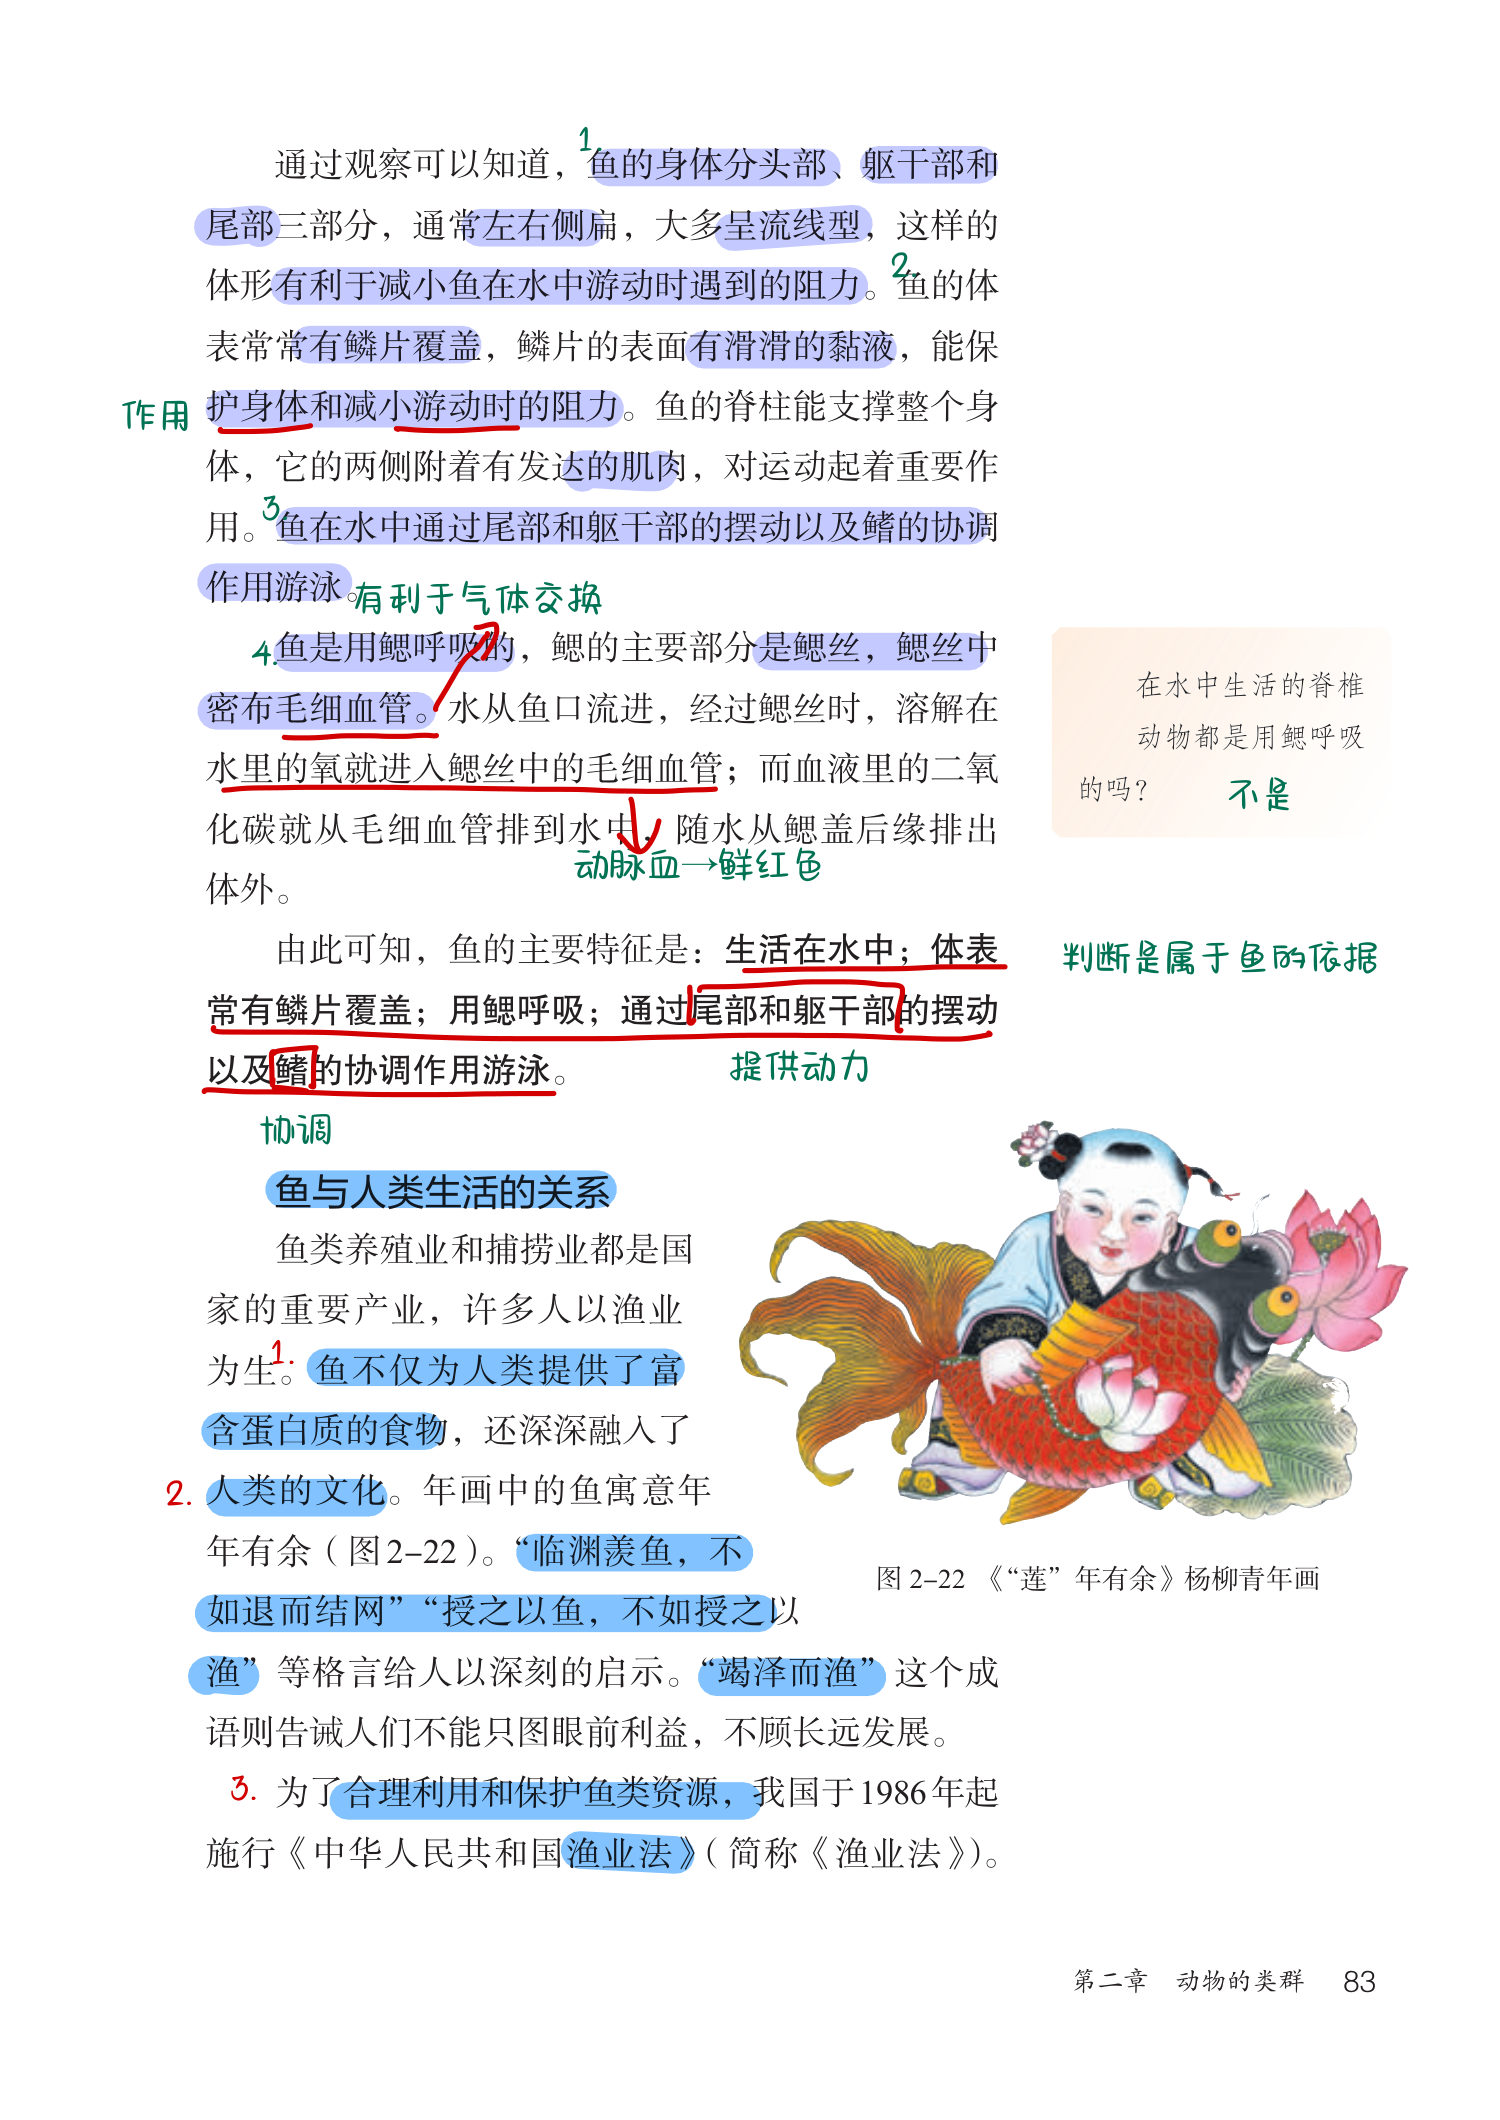 1.
通过观察可以知道，鱼的身体分头部、躯干部和
尾部三部分，通常左右侧扁，大多呈流线型，这样的
体形有利于减小鱼在水中游动时遇到的阻力。2.鱼的体
表常常有鳞片覆盖，鳞片的表面有滑滑的黏液，能保
作用 护身体和减小游动时的阻力。鱼的脊柱能支撑整个身
体，它的两侧附着有发达的肌肉，对运动起着重要作
用。3.鱼在水中通过尾部和躯干部的摆动以及鳍的协调
作用游泳。有利于气体交换
4.鱼是用鳃呼吸的，鳃的主要部分是鳃丝，鳃丝中
密布毛细血管。水从鱼口流进，经过鳃丝时，溶解在
水里的氧就进入鳃丝中的毛细血管；而血液里的二氧
化碳就从毛细血管排到水中，随水从鳃盖后缘排出
动脉血→鲜红色
体外。
在水中生活的脊椎
动物都是用鳃呼吸
的吗？ 不是
由此可知，鱼的主要特征是：生活在水中；体表
判断是属于鱼的依据
常有鳞片覆盖；用鳃呼吸；通过尾部和躯干部的摆动
以及鳍的协调作用游泳。
提供动力
协调
鱼与人类生活的关系
鱼类养殖业和捕捞业都是国
家的重要产业，许多人以渔业
为生。1.鱼不仅为人类提供了富
含蛋白质的食物，还深深融入了
2.人类的文化。年画中的鱼寓意年
年有余（图2–22）。“临渊羡鱼，不
如退而结网”“授之以鱼，不如授之以
渔”等格言给人以深刻的启示。“竭泽而渔”这个成
语则告诫人们不能只图眼前利益，不顾长远发展。
3.为了合理利用和保护鱼类资源，我国于1986年起
施行《中华人民共和国渔业法》（简称《渔业法》）。
图 2–22 《“莲”年有余》杨柳青年画
第二章 动物的类群 83